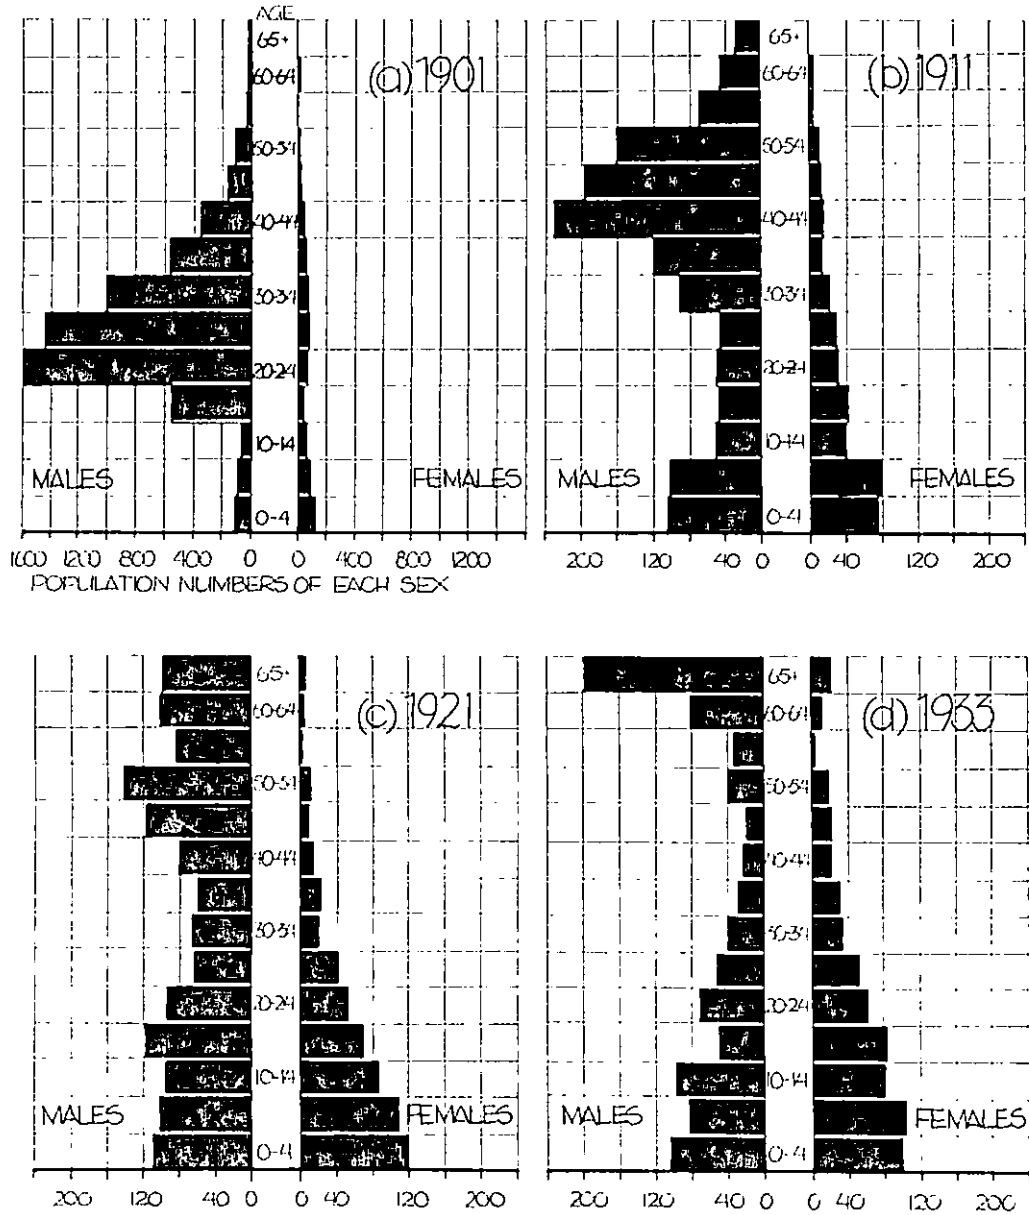 AGE
65+
60-64
50-54
40-44
30-34
20-24
10-14
0-4
(a) 1901
MALES
FEMALES
1600 1200 800 400 0 0 400 800 1200
POPULATION NUMBERS OF EACH SEX
65+
60-64
50-54
40-44
30-34
20-24
10-14
0-4
(b) 1911
MALES
FEMALES
200 120 40 0 0 40 120 200
65+
60-64
50-54
40-44
30-34
20-24
10-14
0-4
(c) 1921
MALES
FEMALES
200 120 40 0 0 40 120 200
65+
60-64
50-54
40-44
30-34
20-24
10-14
0-4
(d) 1933
MALES
FEMALES
200 120 40 0 0 40 120 200